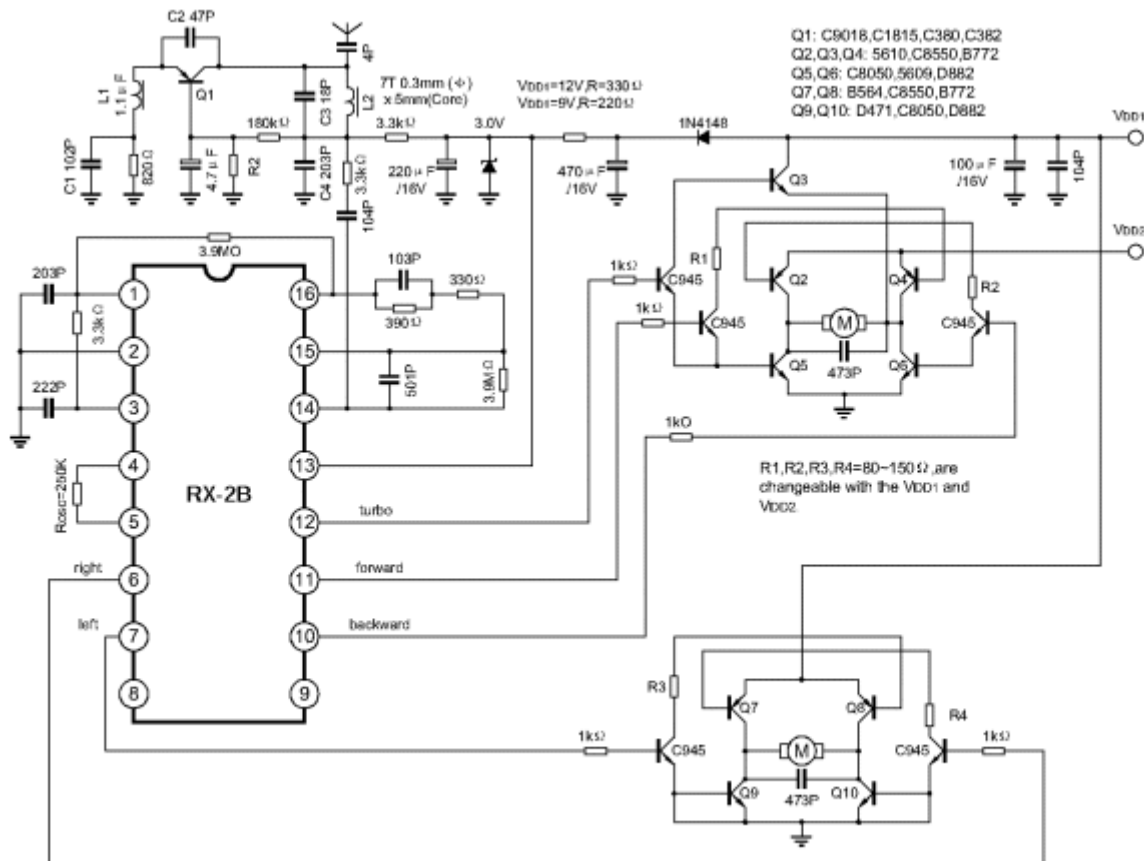 C2 47P
4P
Q1: C9018,C1815,C380,C382
Q2,Q3,Q4: 5610,C8550,B772
Q5,Q6: C8050,5609,D882
Q7,Q8: B564,C8550,B772
Q9,Q10: D471,C8050,D882
L1
1.1μF
Q1
C3 18P
L2
7T 0.3mm (Φ)
x 5mm(Core)
VDD1=12V,R=330Ω
VDD1=9V,R=220Ω
180kΩ
3.3kΩ
3.0V
1N4148
VDD1
C1 102P
820Ω
4.7μF
R2
C4 203P
3.3kΩ
220μF
/16V
470μF
/16V
100μF
/16V
104P
Q3
104P
3.9MO
VDD2
203P
103P
330Ω
1kΩ
C945
R1
Q2
Q4
R2
1
16
3.3kΩ
390Ω
1kΩ
C945
M
C945
2
15
501P
3.9MΩ
Q5
473P
Q6
222P
3
14
1kO
4
13
Rosc=250K
RX-2B
R1,R2,R3,R4=80~150Ω,are
changeable with the VDD1 and
VDD2.
5
12
turbo
right
6
11
forward
left
7
10
backward
8
9
R3
Q7
Q8
R4
1kΩ
C945
M
C945
1kΩ
Q9
473P
Q10